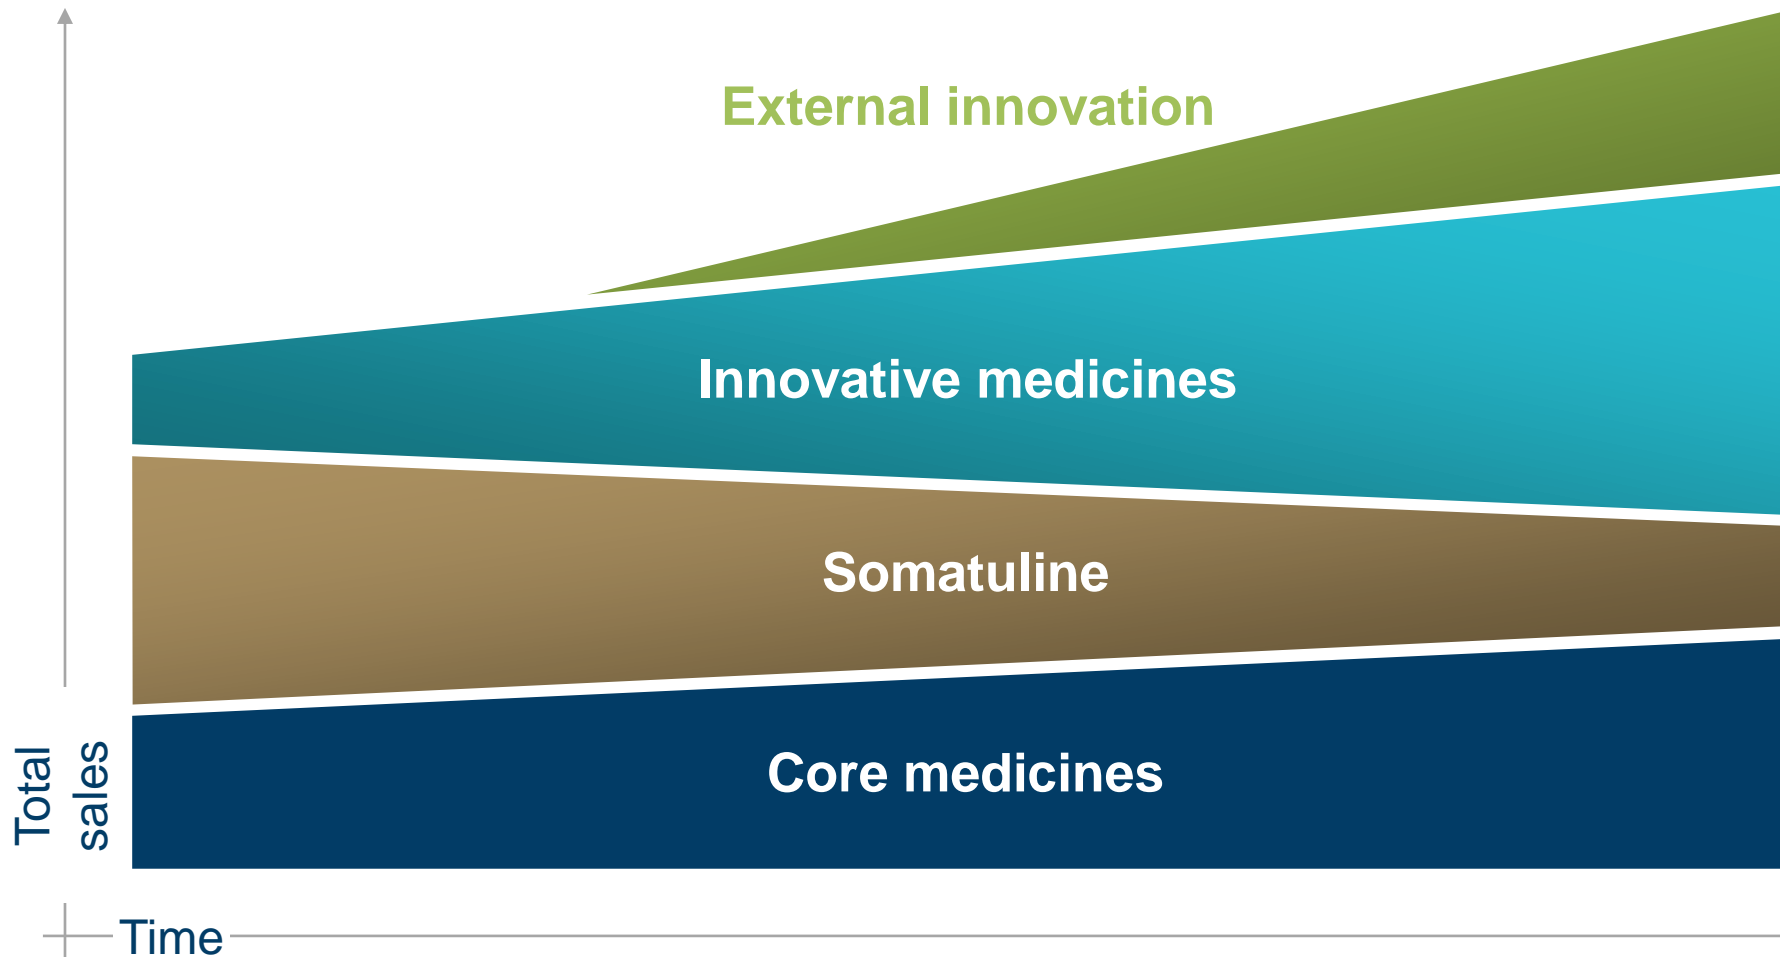 External innovation
Innovative medicines
Somatuline
Core medicines
Total
sales
Time